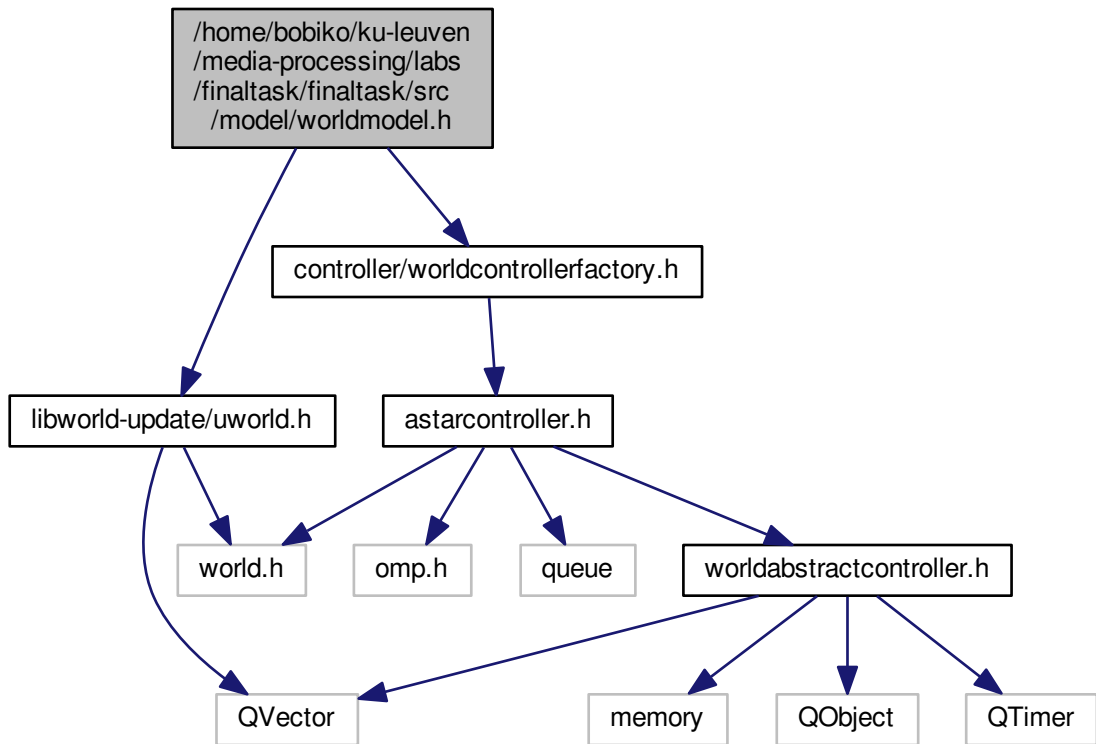 /home/bobiko/ku-leuven
/media-processing/labs
/finaltask/finaltask/src
/model/worldmodel.h
controller/worldcontrollerfactory.h
libworld-update/uworld.h
astarcontroller.h
world.h
omp.h
queue
worldabstractcontroller.h
QVector
memory
QObject
QTimer